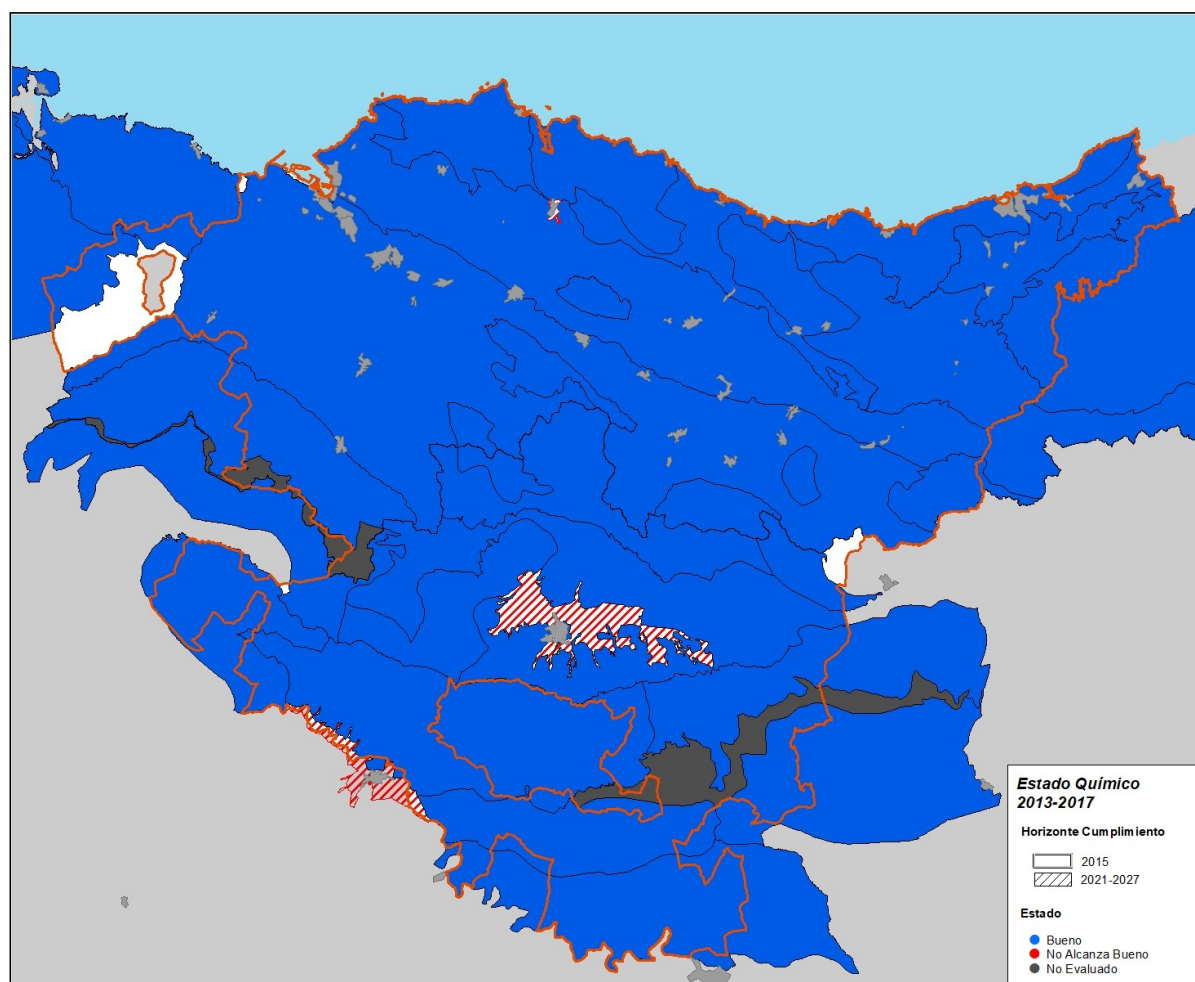 Estado Químico
2013-2017
Horizonte Cumplimiento
2015
2021-2027
Estado
Bueno
No Alcanza Bueno
No Evaluado